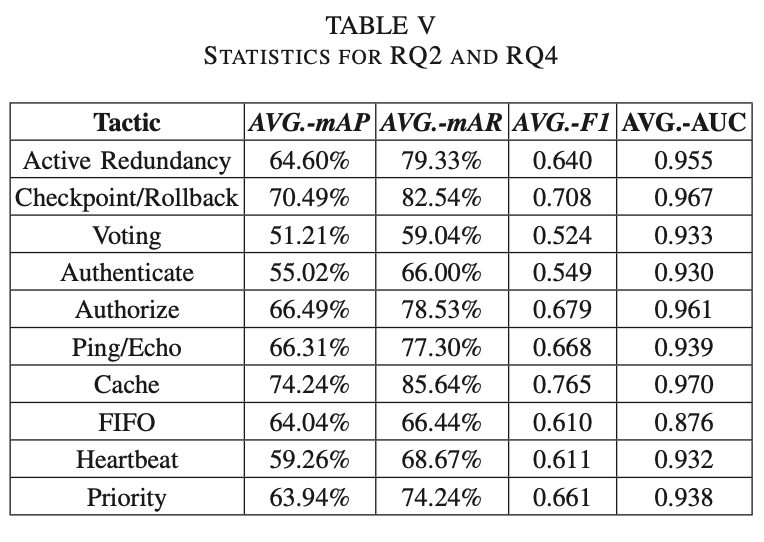 TABLE V
STATISTICS FOR RQ2 AND RQ4
Tactic AVG.-mAP AVG.-mAR AVG.-F1 AVG.-AUC
Active Redundancy 64.60% 79.33% 0.640 0.955
Checkpoint/Rollback 70.49% 82.54% 0.708 0.967
Voting 51.21% 59.04% 0.524 0.933
Authenticate 55.02% 66.00% 0.549 0.930
Authorize 66.49% 78.53% 0.679 0.961
Ping/Echo 66.31% 77.30% 0.668 0.939
Cache 74.24% 85.64% 0.765 0.970
FIFO 64.04% 66.44% 0.610 0.876
Heartbeat 59.26% 68.67% 0.611 0.932
Priority 63.94% 74.24% 0.661 0.938